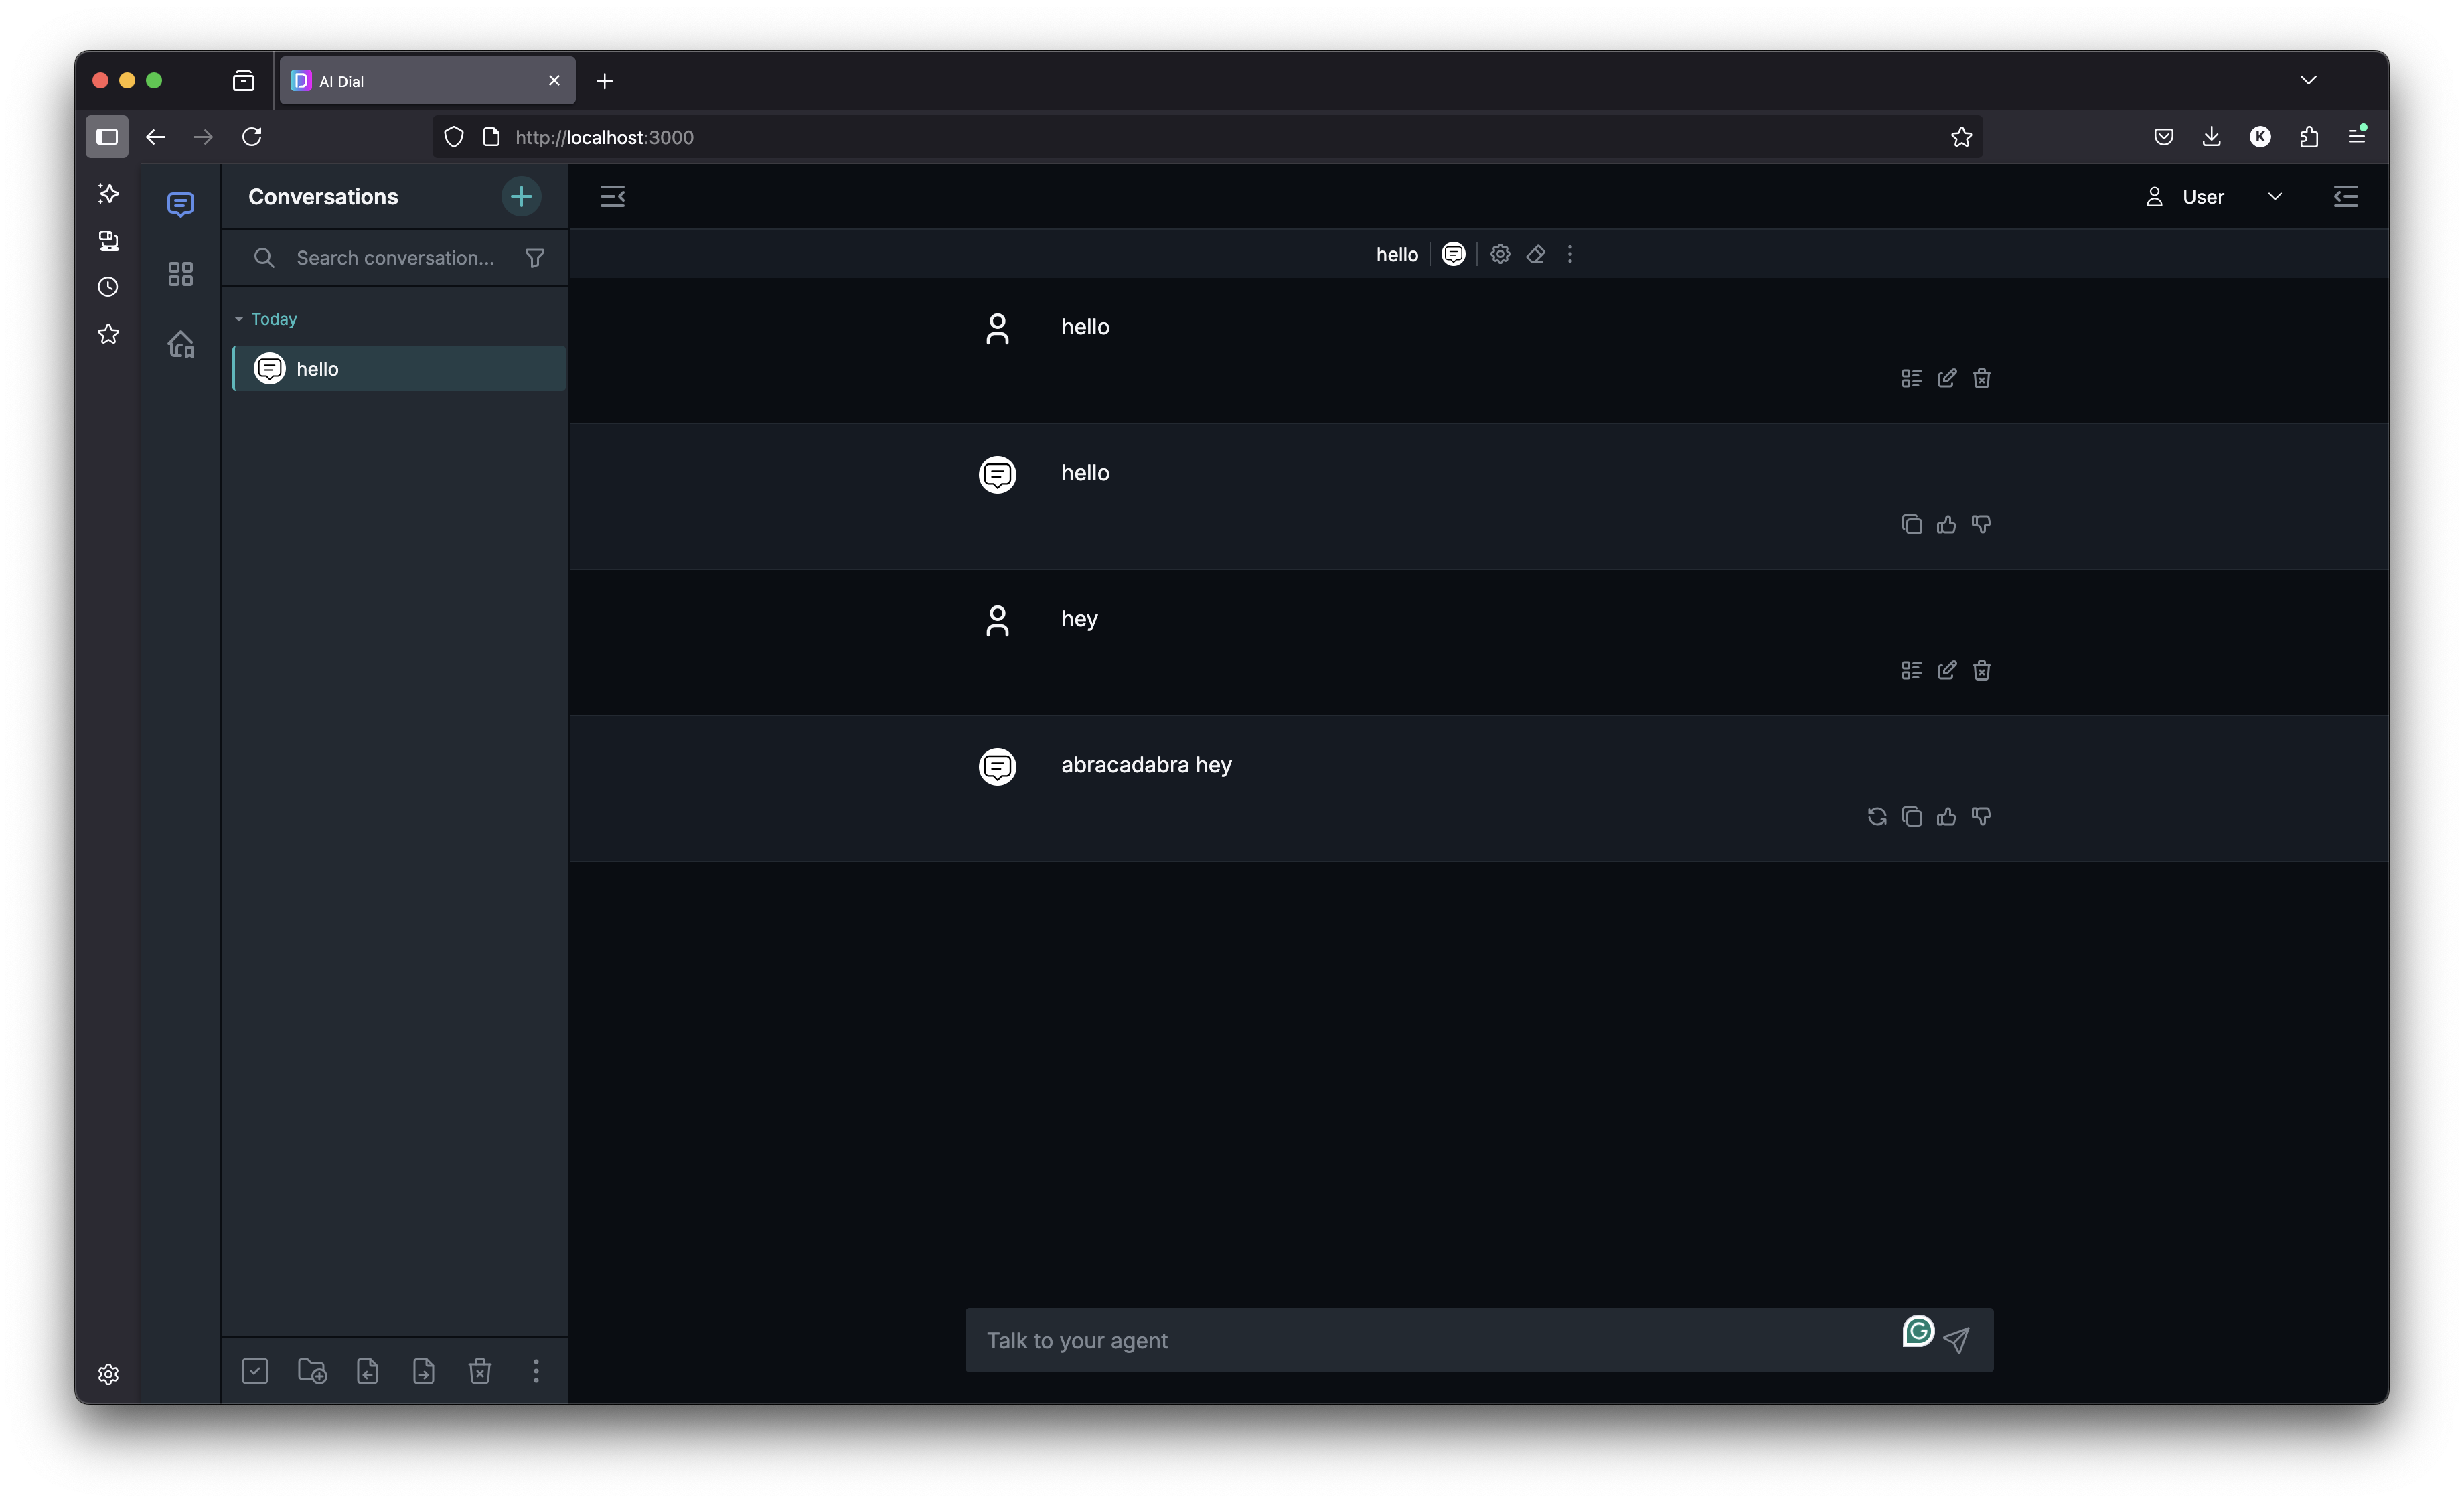 AI Dial
http://localhost:3000
K
Conversations
User
Search conversation...
hello
Today
hello
hello
hello
hey
abracadabra hey
Talk to your agent